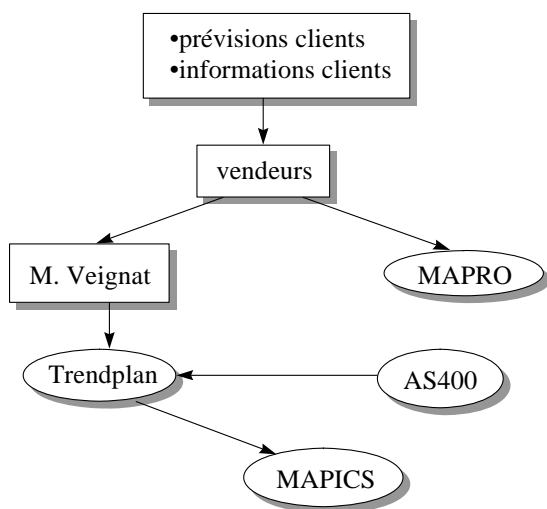 •prévisions clients
•informations clients
vendeurs
M. Veignat
MAPRO
Trendplan
AS400
MAPICS